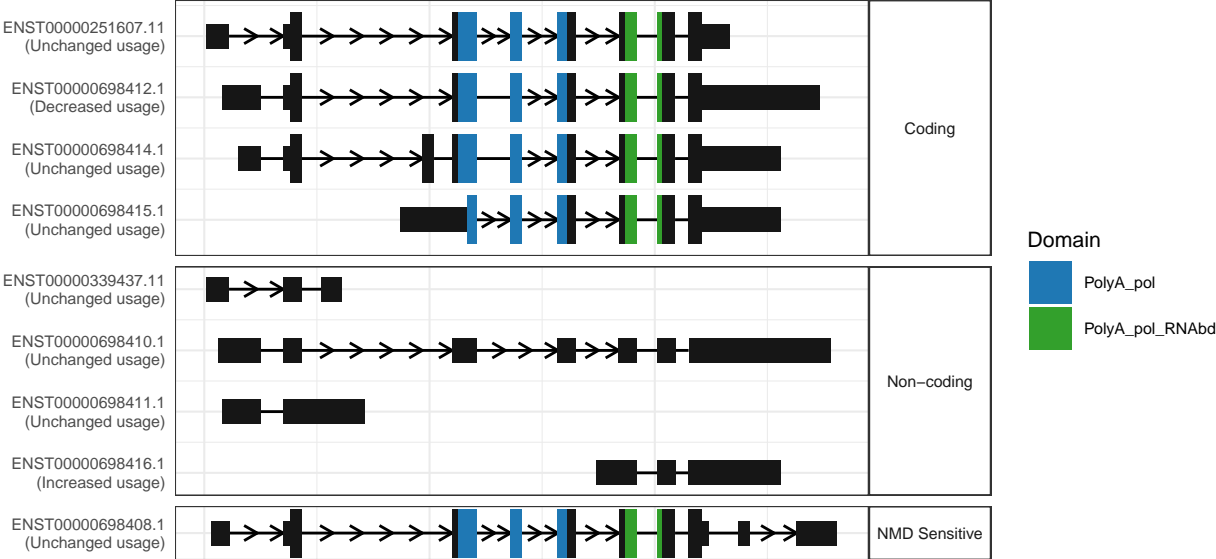 ENST00000251607.11
(Unchanged usage)
ENST00000698412.1
(Decreased usage)
ENST00000698414.1
(Unchanged usage)
ENST00000698415.1
(Unchanged usage)
Coding
ENST00000339437.11
(Unchanged usage)
ENST00000698410.1
(Unchanged usage)
ENST00000698411.1
(Unchanged usage)
ENST00000698416.1
(Increased usage)
Non−coding
ENST00000698408.1
(Unchanged usage)
NMD Sensitive
Domain
PolyA_pol
PolyA_pol_RNAbd